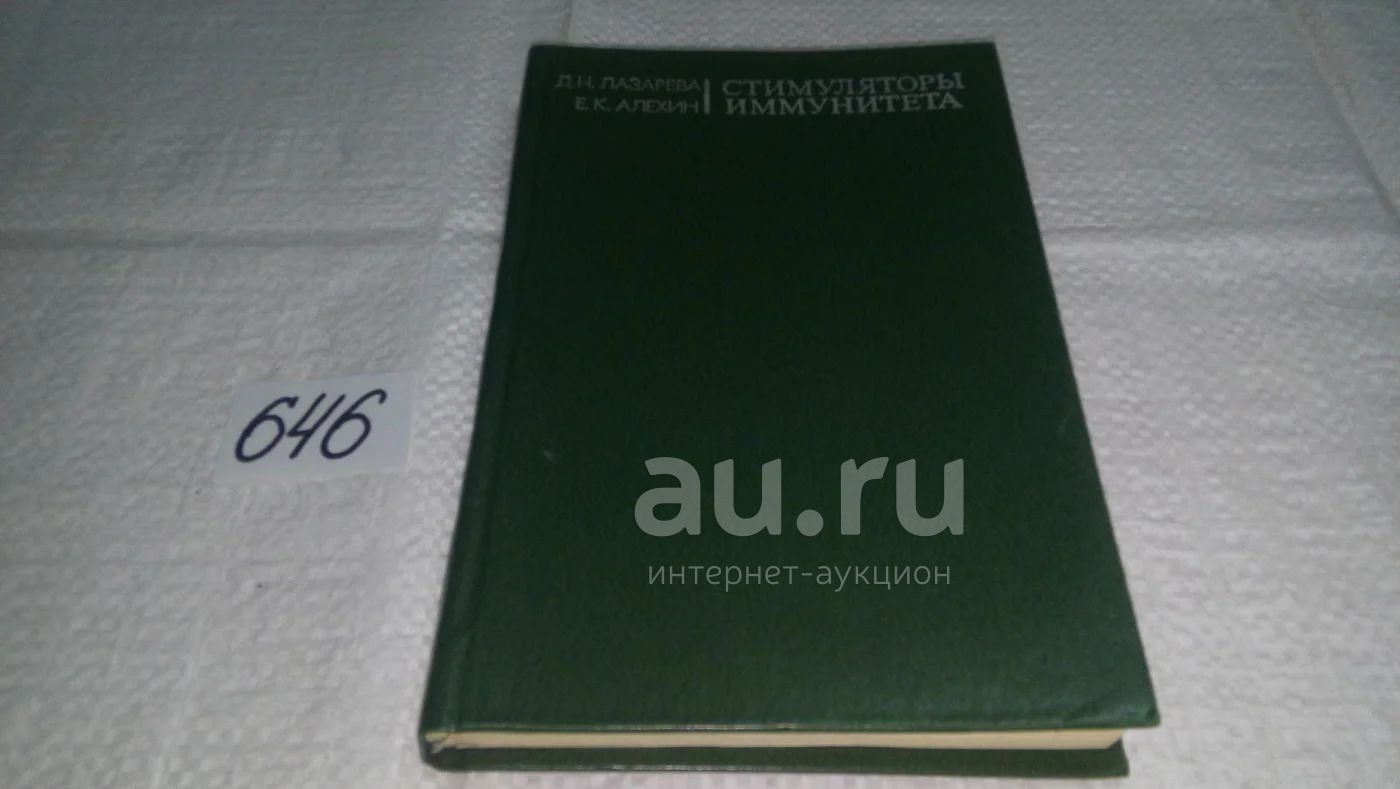 Д.Н. ЛАЗАРЕВА
Е.К. АЛЕХИН
СТИМУЛЯТОРЫ
ИММУНИТЕТА
646
au.ru
интернет-аукцион